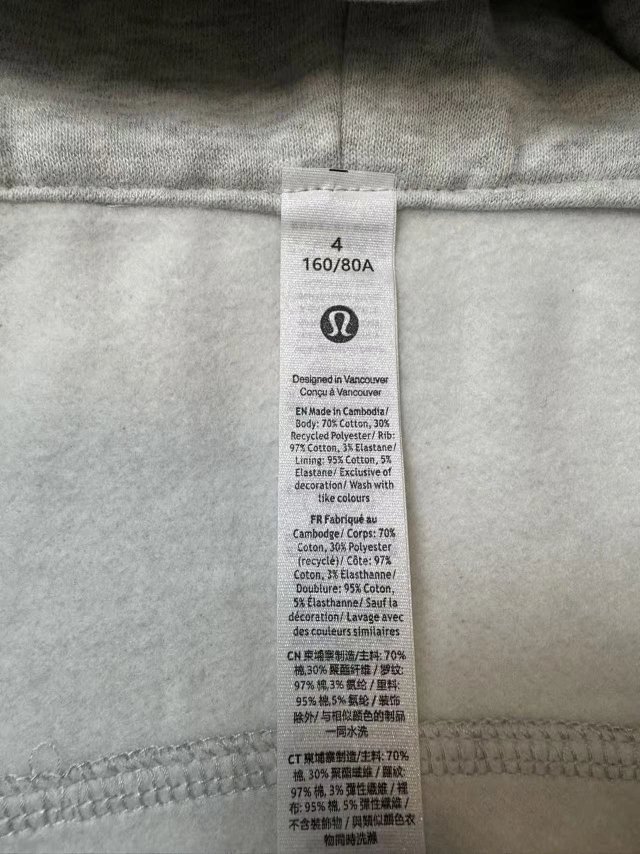 4
160/80A
Designed in Vancouver
Conçu à Vancouver
EN Made in Cambodia/
Body: 70% Cotton, 30%
Recycled Polyester/ Rib:
97% Cotton, 3% Elastane/
Lining: 95% Cotton, 5%
Elastane/ Exclusive of
decoration/ Wash with
like colours
FR Fabriqué au
Cambodge/ Corps: 70%
Coton, 30% Polyester
(recyclé)/ Côte: 97%
Coton, 3% Élasthanne/
Doublure: 95% Coton,
5% Élasthanne/ Sauf la
décoration/ Lavage avec
des couleurs similaires
CN 柬埔寨制造/主料: 70%
棉,30% 聚酯纤维 / 罗纹:
97% 棉,3% 氨纶 / 里料:
95% 棉,5% 氨纶 / 装饰
除外/ 与相似颜色的制品
一同水洗
CT 柬埔寨製造/主料: 70%
棉, 30% 聚酯纖維 / 羅紋:
97% 棉, 3% 彈性纖維 / 裡
布: 95% 棉, 5% 彈性纖維 /
不含裝飾物 / 與類似顏色衣
物同時洗滌